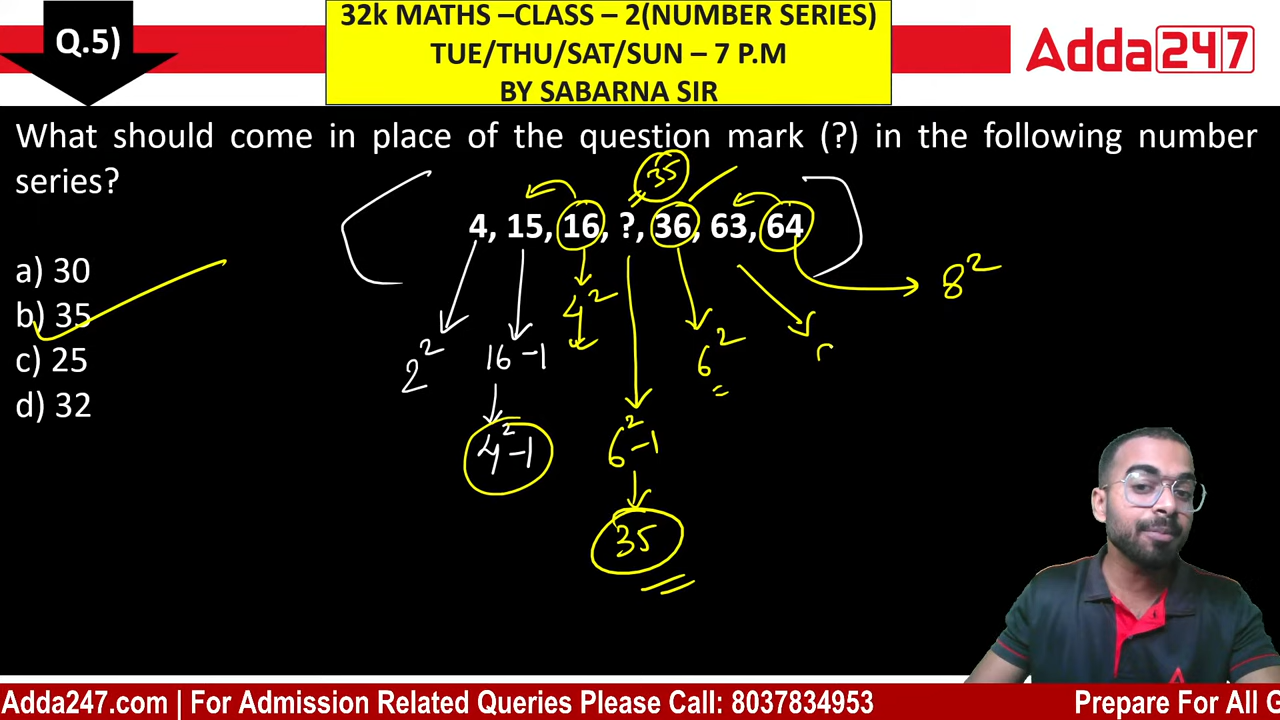 Q.5)
32k MATHS –CLASS – 2(NUMBER SERIES)
TUE/THU/SAT/SUN – 7 P.M
BY SABARNA SIR
Adda247
What should come in place of the question mark (?) in the following number
series?
35
4, 15, 16, ?, 36, 63, 64
a) 30
b) 35
c) 25
d) 32
8²
4²
2²
16 -1
6²
4²-1
6²-1
35
Adda247.com | For Admission Related Queries Please Call: 8037834953
Prepare For All G